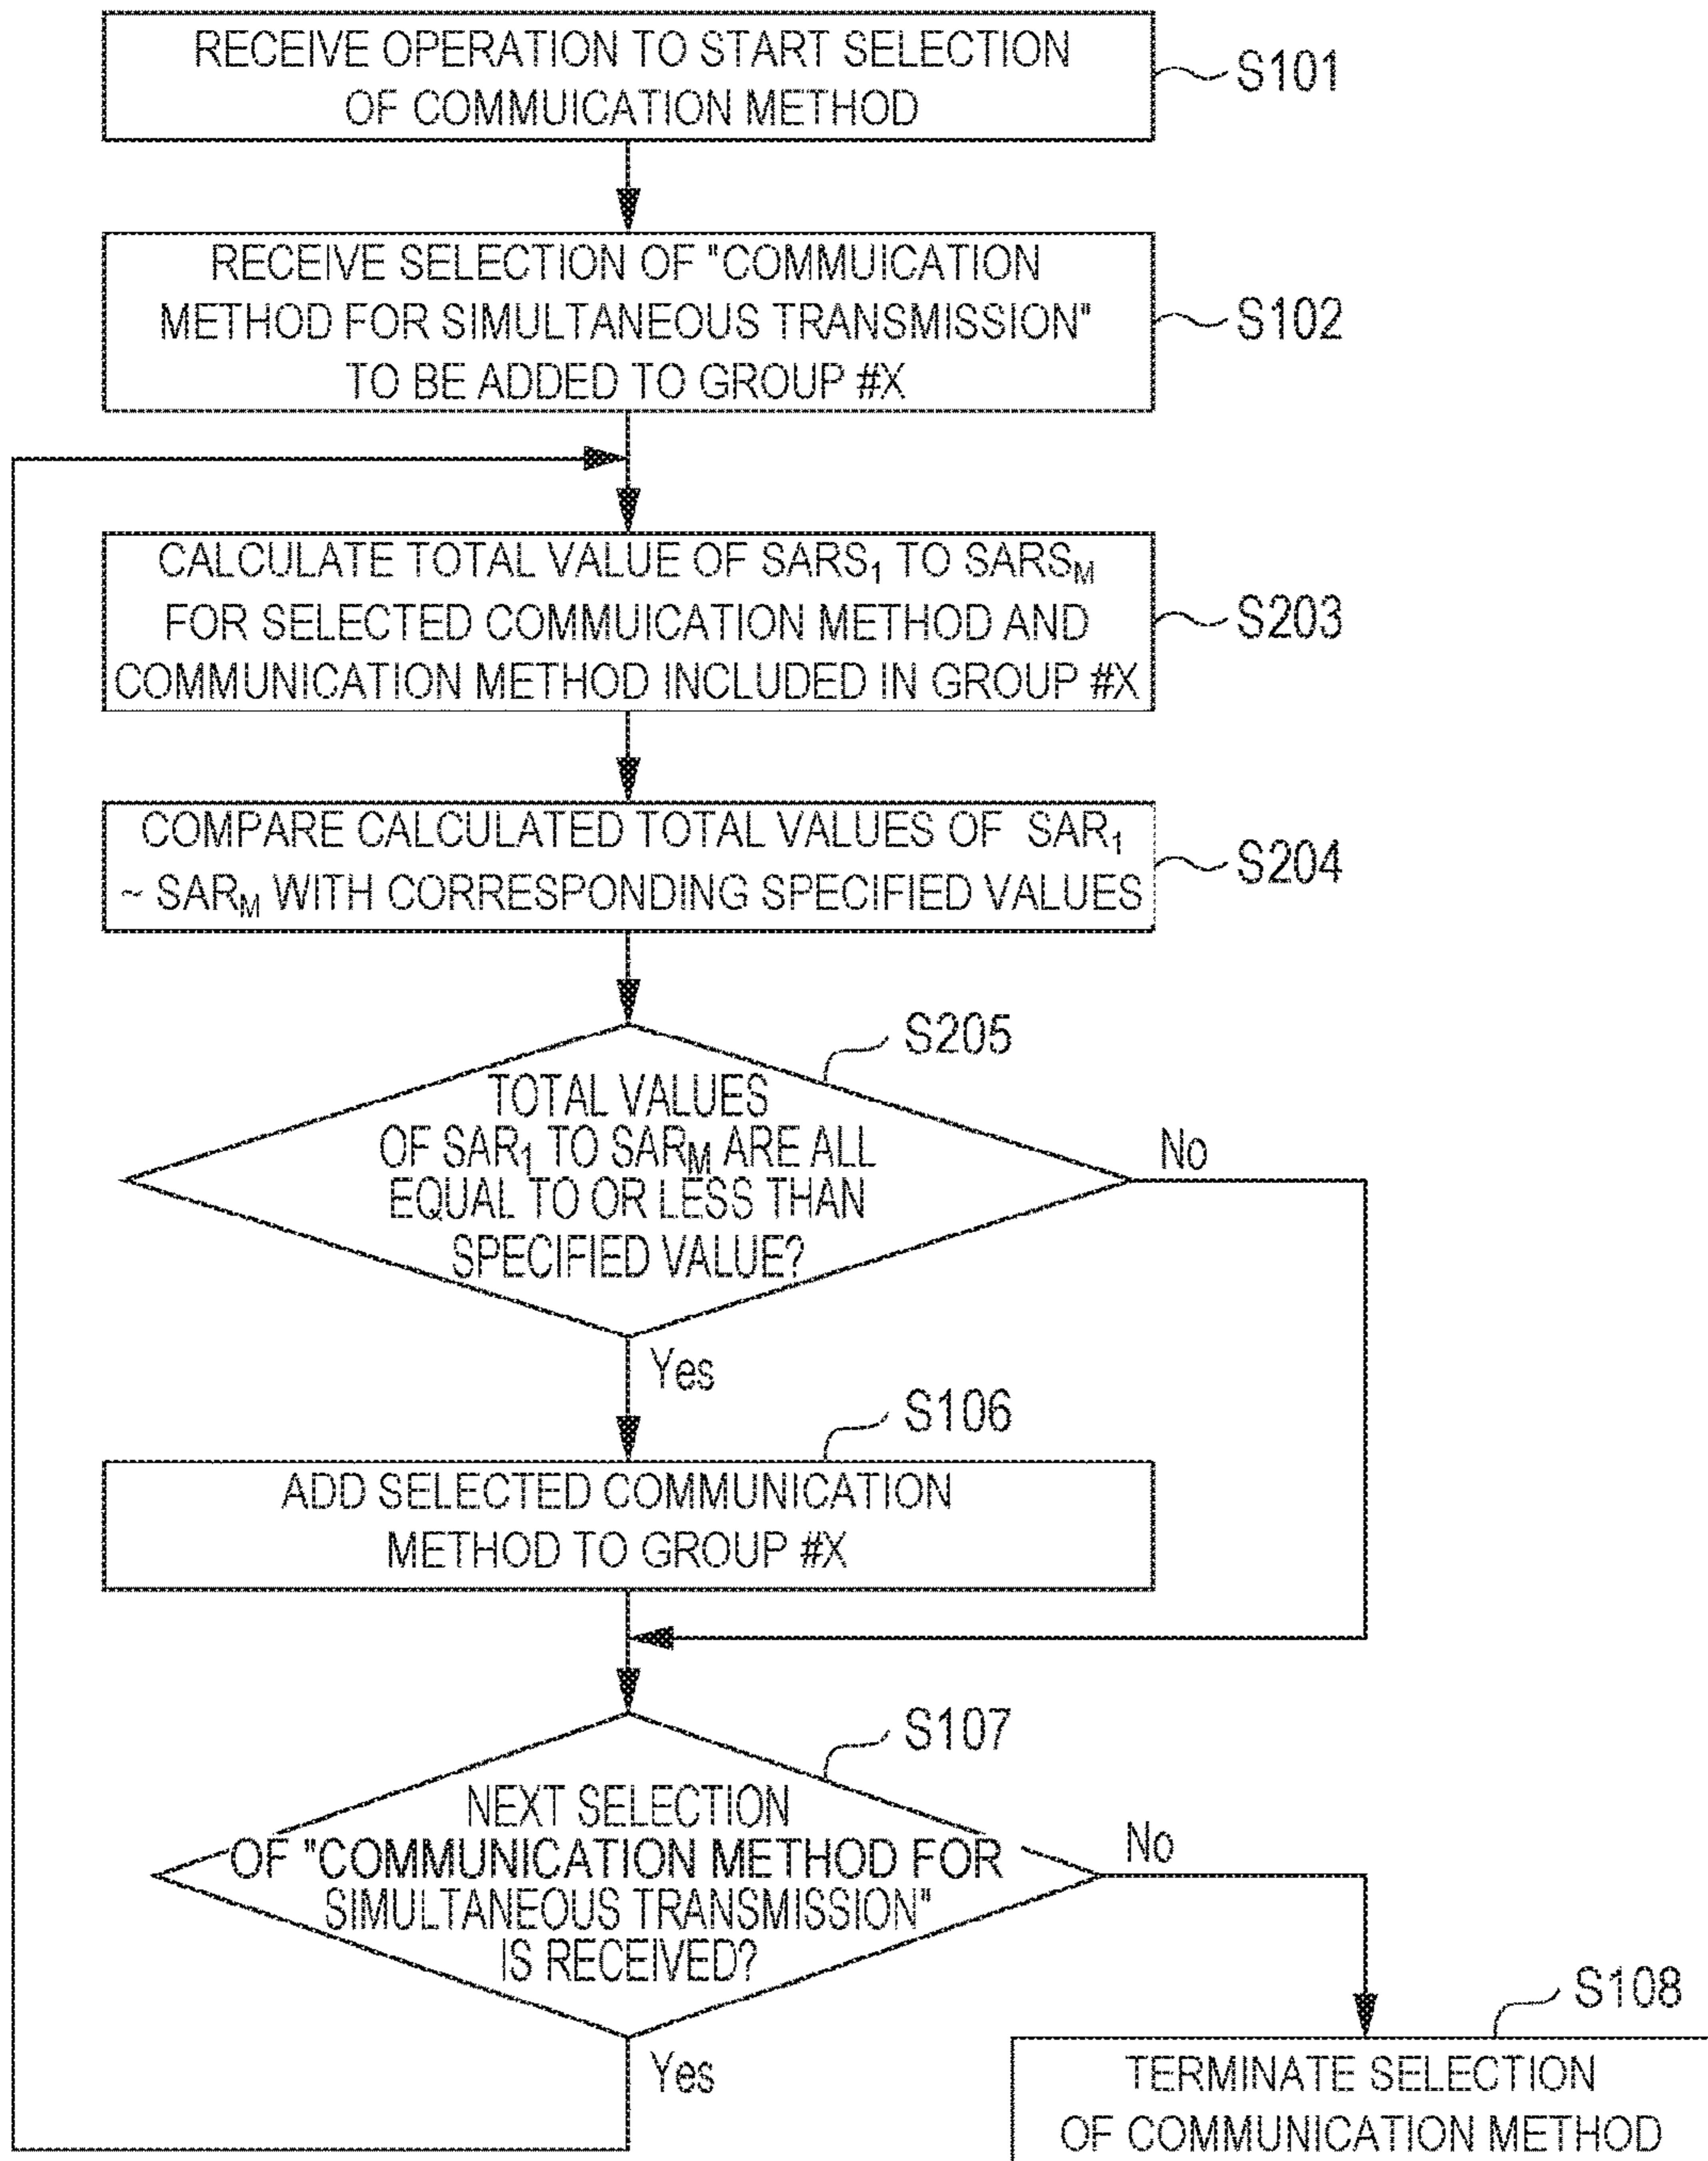 RECEIVE OPERATION TO START SELECTION
OF COMMUICATION METHOD
S101
RECEIVE SELECTION OF "COMMUICATION
METHOD FOR SIMULTANEOUS TRANSMISSION"
TO BE ADDED TO GROUP #X
S102
CALCULATE TOTAL VALUE OF SARS₁ TO SARSM
FOR SELECTED COMMUICATION METHOD AND
COMMUNICATION METHOD INCLUDED IN GROUP #X
S203
COMPARE CALCULATED TOTAL VALUES OF SAR₁
~ SARM WITH CORRESPONDING SPECIFIED VALUES
S204
S205
TOTAL VALUES
OF SAR₁ TO SARM ARE ALL
EQUAL TO OR LESS THAN
SPECIFIED VALUE?
No
Yes
S106
ADD SELECTED COMMUNICATION
METHOD TO GROUP #X
S107
NEXT SELECTION
OF "COMMUNICATION METHOD FOR
SIMULTANEOUS TRANSMISSION"
IS RECEIVED?
No
Yes
S108
TERMINATE SELECTION
OF COMMUNICATION METHOD